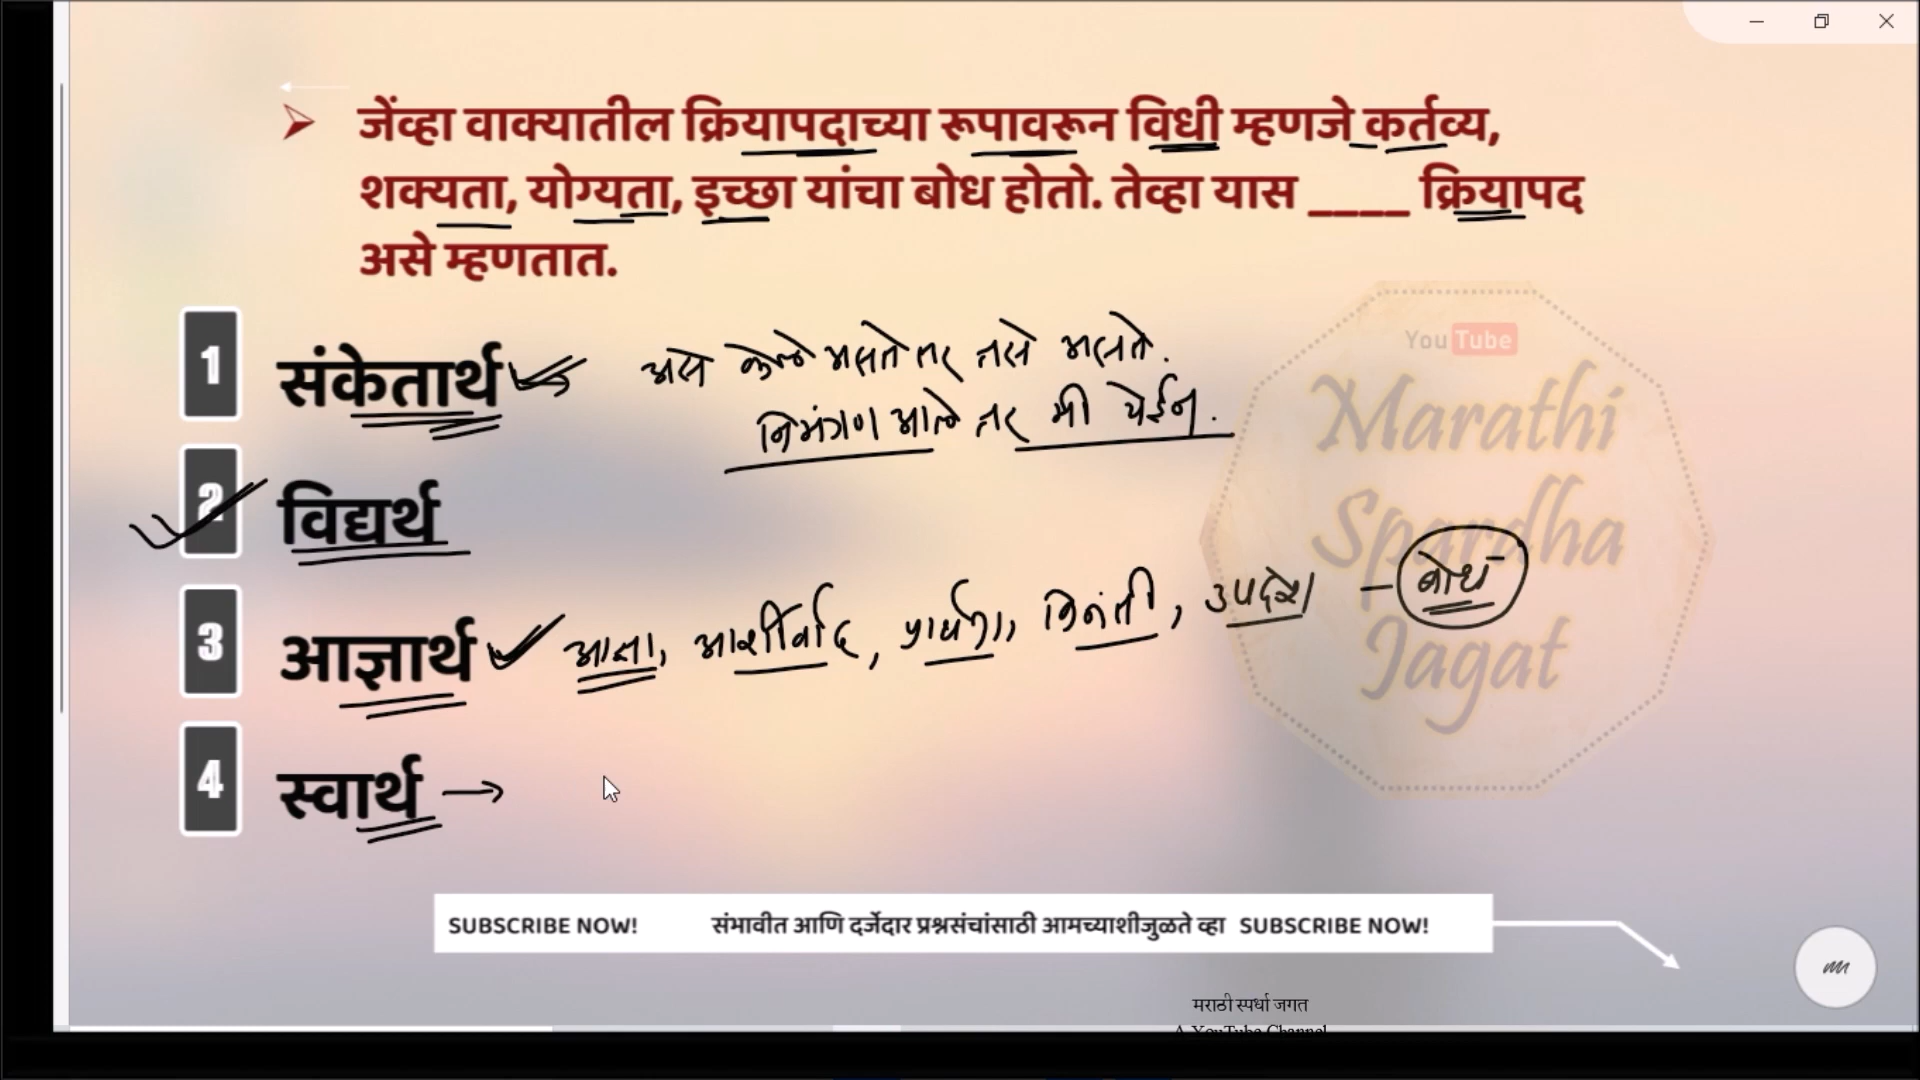 ➢ जेंव्हा वाक्यातील क्रियापदाच्या रूपावरून विधी म्हणजे कर्तव्य,
शक्यता, योग्यता, इच्छा यांचा बोध होतो. तेव्हा यास ____ क्रियापद
असे म्हणतात.
1 संकेतार्थ
असे केले असते तर तसे असते.
निमंत्रण आले तर मी येईन.
2 विद्यर्थ
3 आज्ञार्थ आज्ञा, आशीर्वाद, प्रार्थना, विनंती, उपदेश – बोध
4 स्वार्थ →
YouTube
Marathi
Spardha
Jagat
SUBSCRIBE NOW! संभावीत आणि दर्जेदार प्रश्नसंचांसाठी आमच्याशीजुळते व्हा SUBSCRIBE NOW!
मराठी स्पर्धा जगत
A YouTube Channel